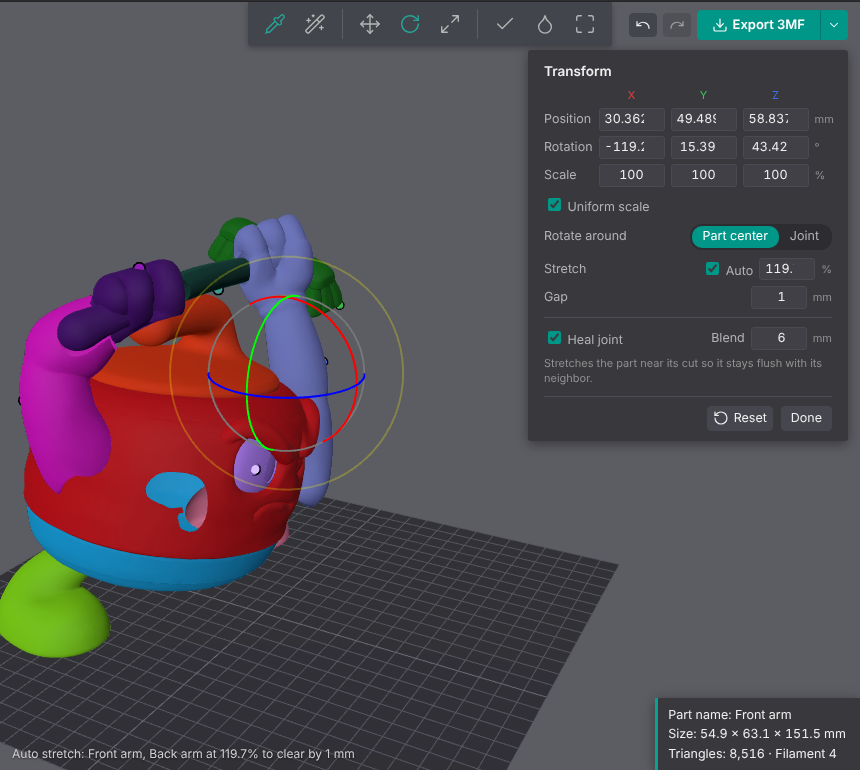 Export 3MF
Transform
X Y Z
Position 30.362 49.489 58.837 mm
Rotation -119.2 15.39 43.42 °
Scale 100 100 100 %
Uniform scale
Rotate around Part center Joint
Stretch Auto 119. %
Gap 1 mm
Heal joint Blend 6 mm
Stretches the part near its cut so it stays flush with its
neighbor.
Reset Done
Part name: Front arm
Size: 54.9 × 63.1 × 151.5 mm
Triangles: 8,516 · Filament 4
Auto stretch: Front arm, Back arm at 119.7% to clear by 1 mm